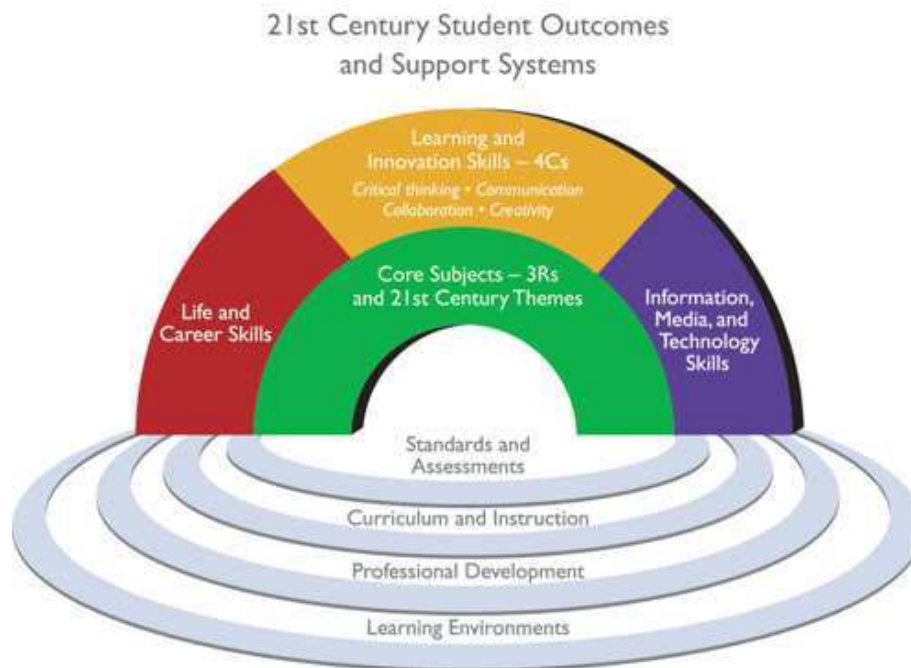 21st Century Student Outcomes
and Support Systems
Learning and
Innovation Skills – 4Cs
Critical thinking • Communication
Collaboration • Creativity
Core Subjects – 3Rs
and 21st Century Themes
Life and
Career Skills
Information,
Media, and
Technology
Skills
Standards and
Assessments
Curriculum and Instruction
Professional Development
Learning Environments